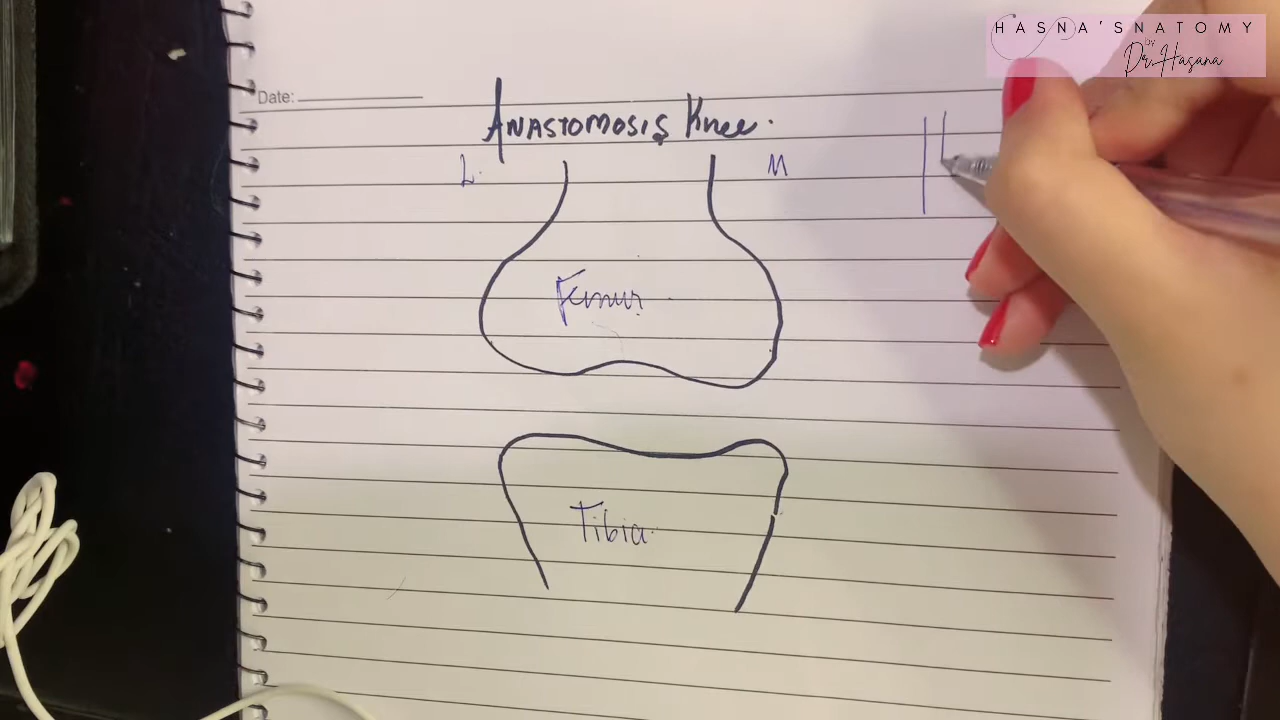 HASNA'SNATOMY
by
Dr.Hasana
Date:
ANASTOMOSIS Knee.
L. M
Femur
Tibia